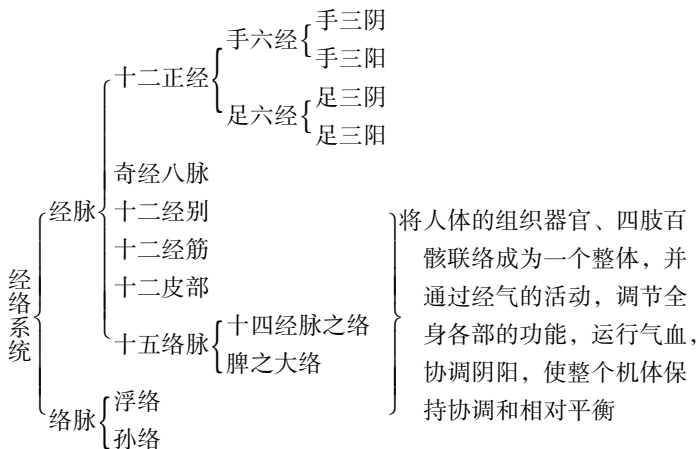 经络系统
经脉
十二正经
手六经
手三阴
手三阳
足六经
足三阴
足三阳
奇经八脉
十二经别
十二经筋
十二皮部
十五络脉
十四经脉之络
脾之大络
络脉
浮络
孙络
将人体的组织器官、四肢百
骸联络成为一个整体，并
通过经气的活动，调节全
身各部的功能，运行气血，
协调阴阳，使整个机体保
持协调和相对平衡